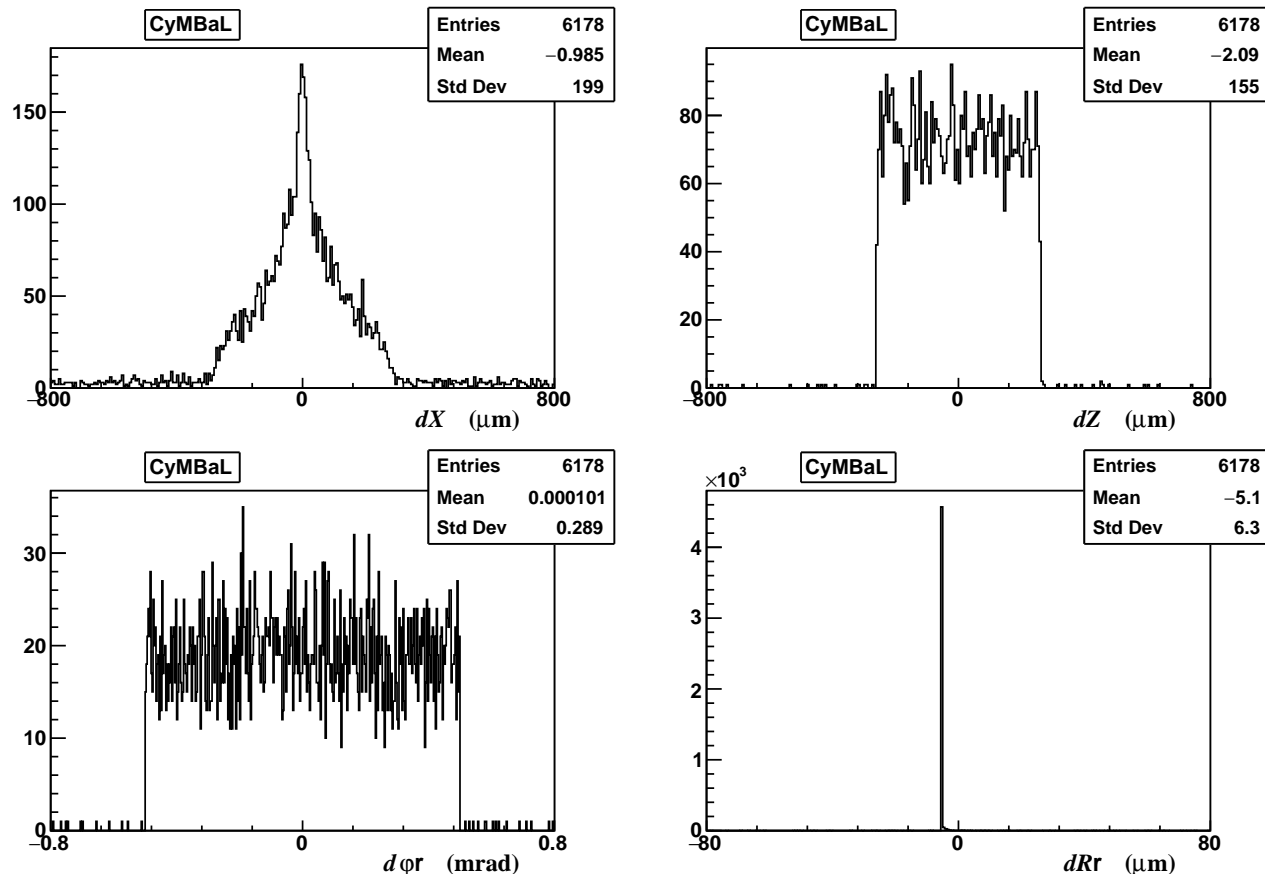 CyMBaL
Entries 6178
Mean −0.985
Std Dev 199
150
100
50
0
−800 0 800
dX (μm)
CyMBaL
Entries 6178
Mean −2.09
Std Dev 155
80
60
40
20
0
−800 0 800
dZ (μm)
CyMBaL
Entries 6178
Mean 0.000101
Std Dev 0.289
30
20
10
0
−0.8 0 0.8
dφr (mrad)
CyMBaL
Entries 6178
Mean −5.1
Std Dev 6.3
×10³
4
3
2
1
0
−80 0 80
dRr (μm)